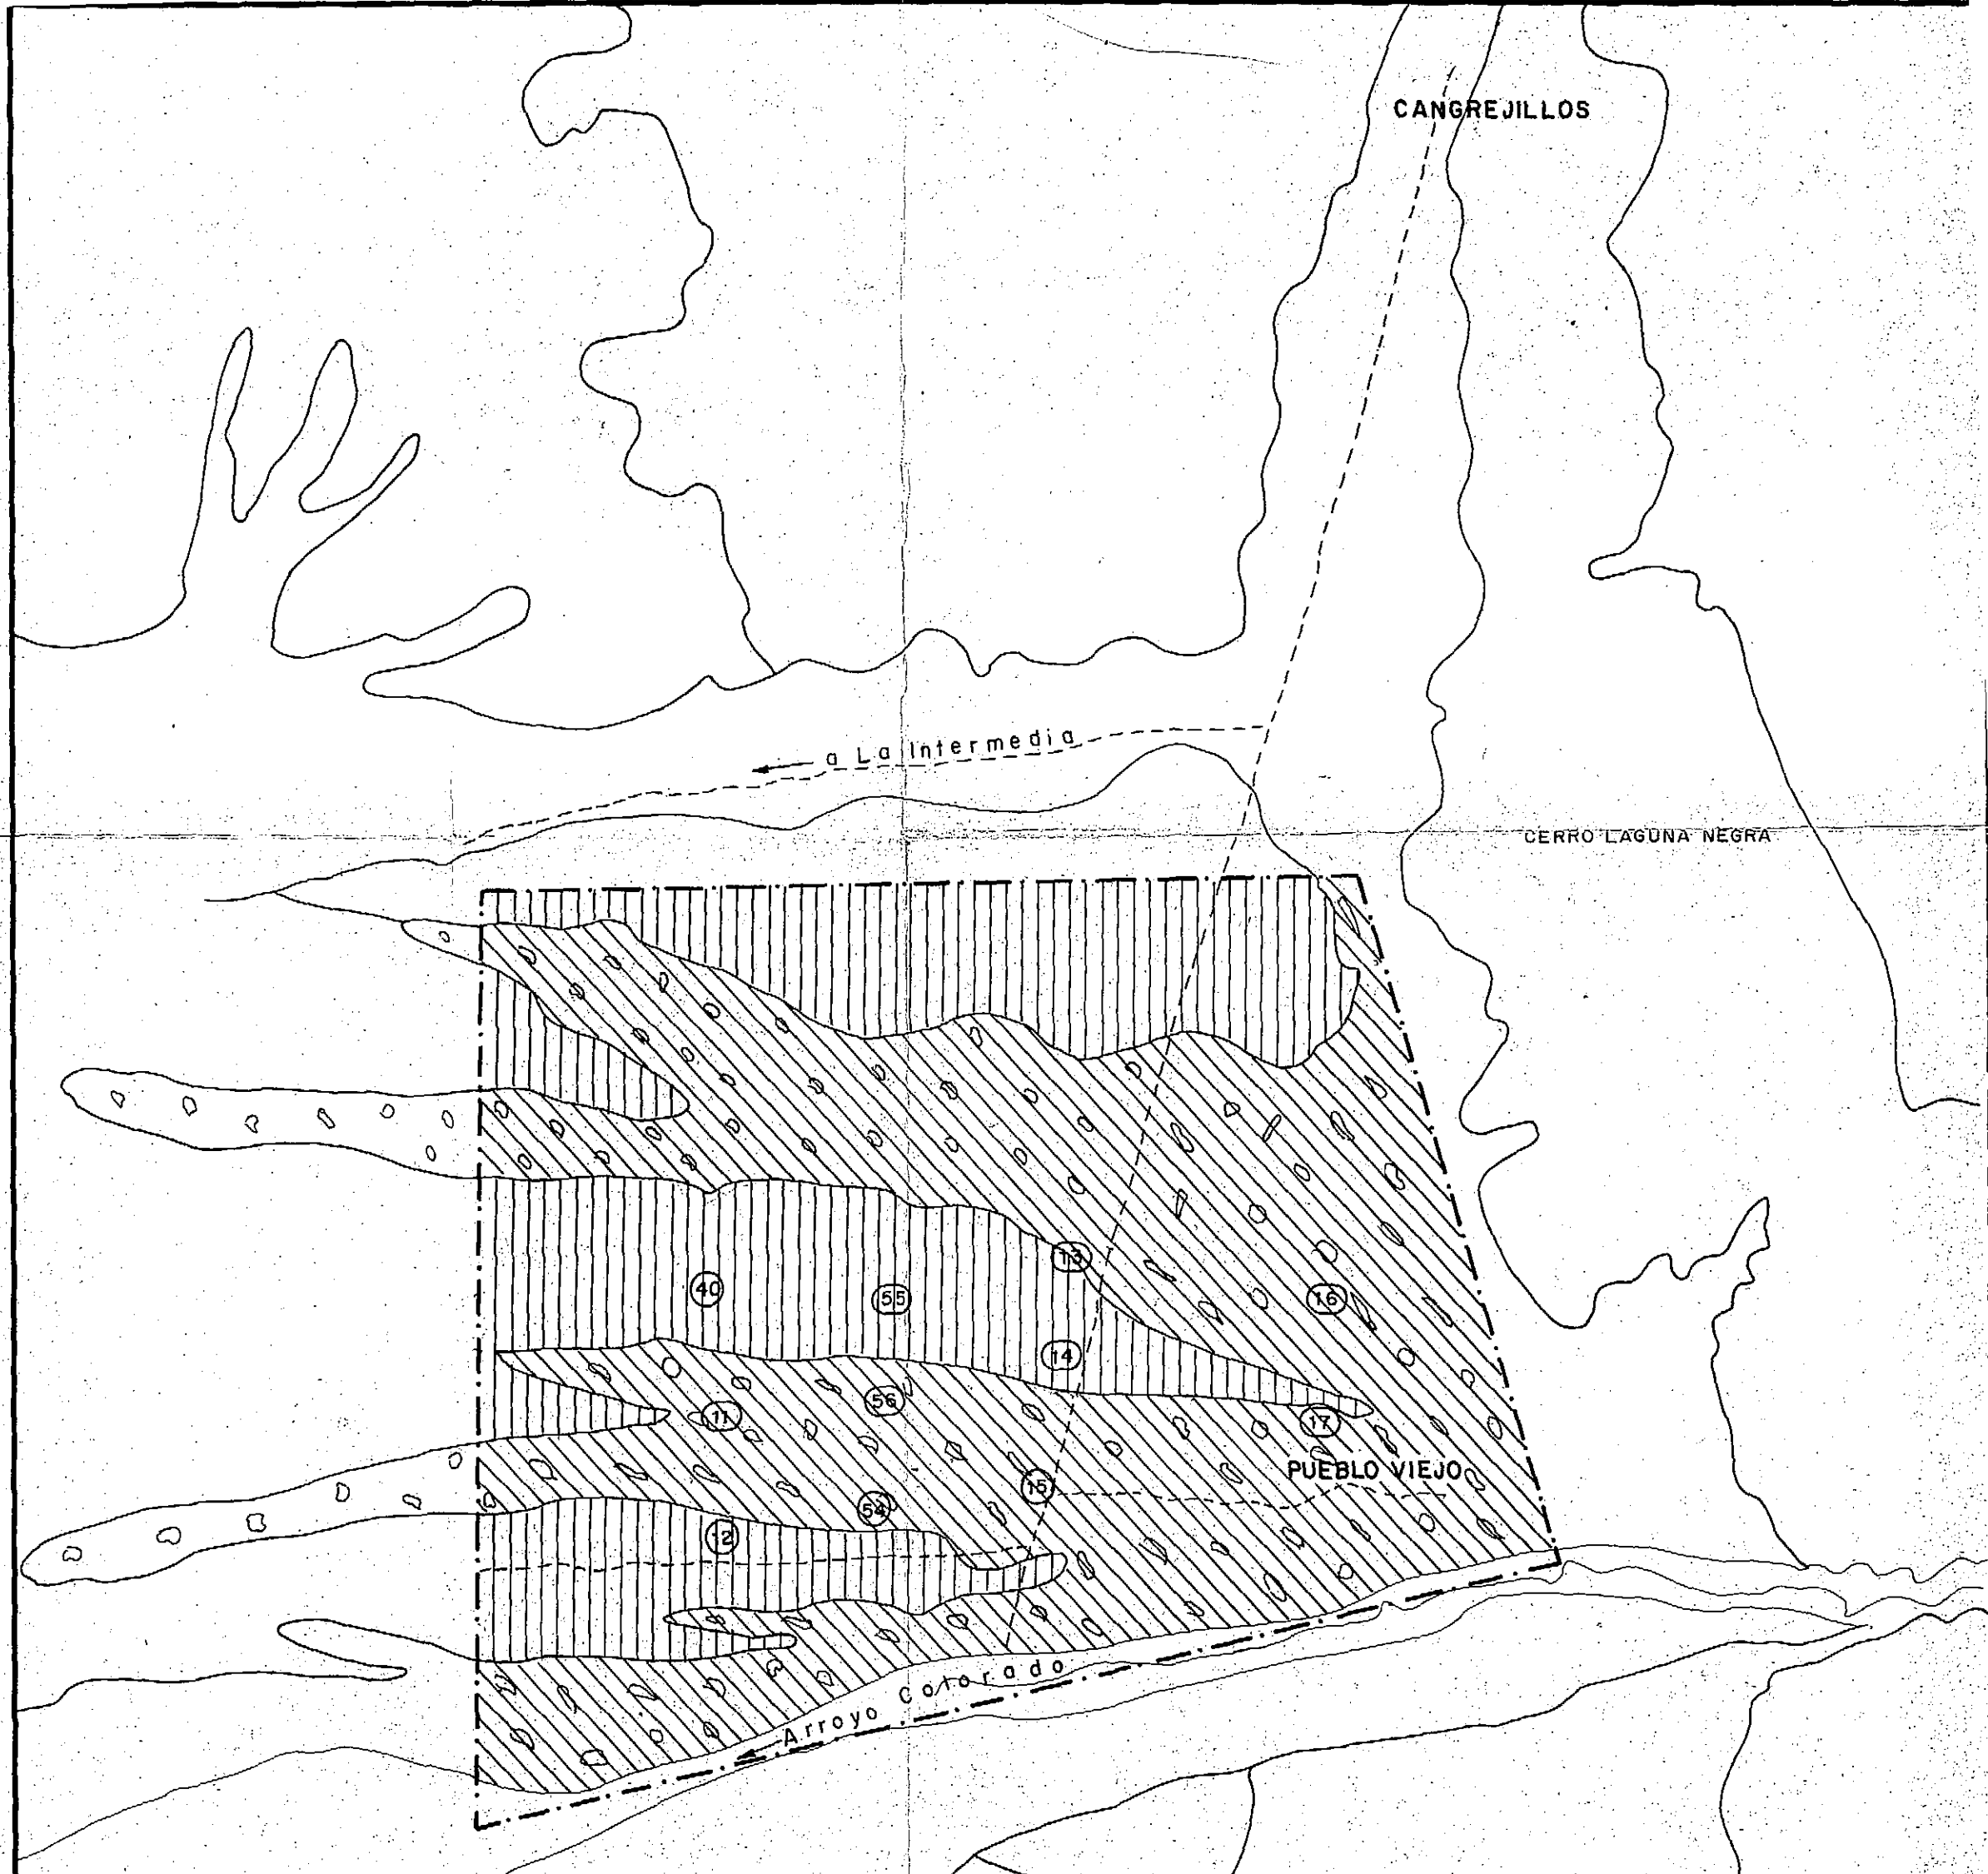 CANGREJILLOS
a La Intermedia
CERRO LAGUNA NEGRA
13
40
55
16
14
56
11
17
PUEBLO VIEJO
15
54
12
Arroyo Colorado